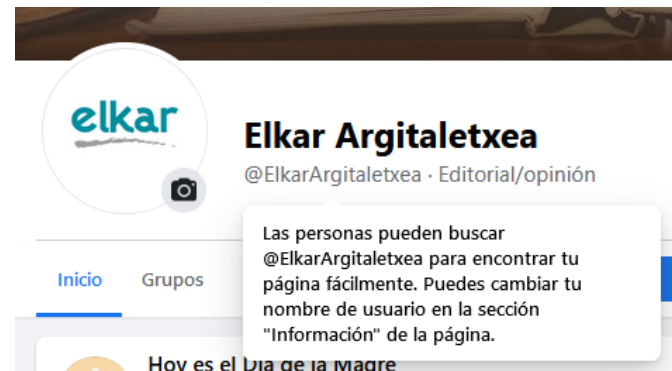 elkar
Elkar Argitaletxea
@ElkarArgitaletxea · Editorial/opinión
Las personas pueden buscar
@ElkarArgitaletxea para encontrar tu
página fácilmente. Puedes cambiar tu
nombre de usuario en la sección
"Información" de la página.
Inicio
Grupos
Hoy es el Día de la Madre